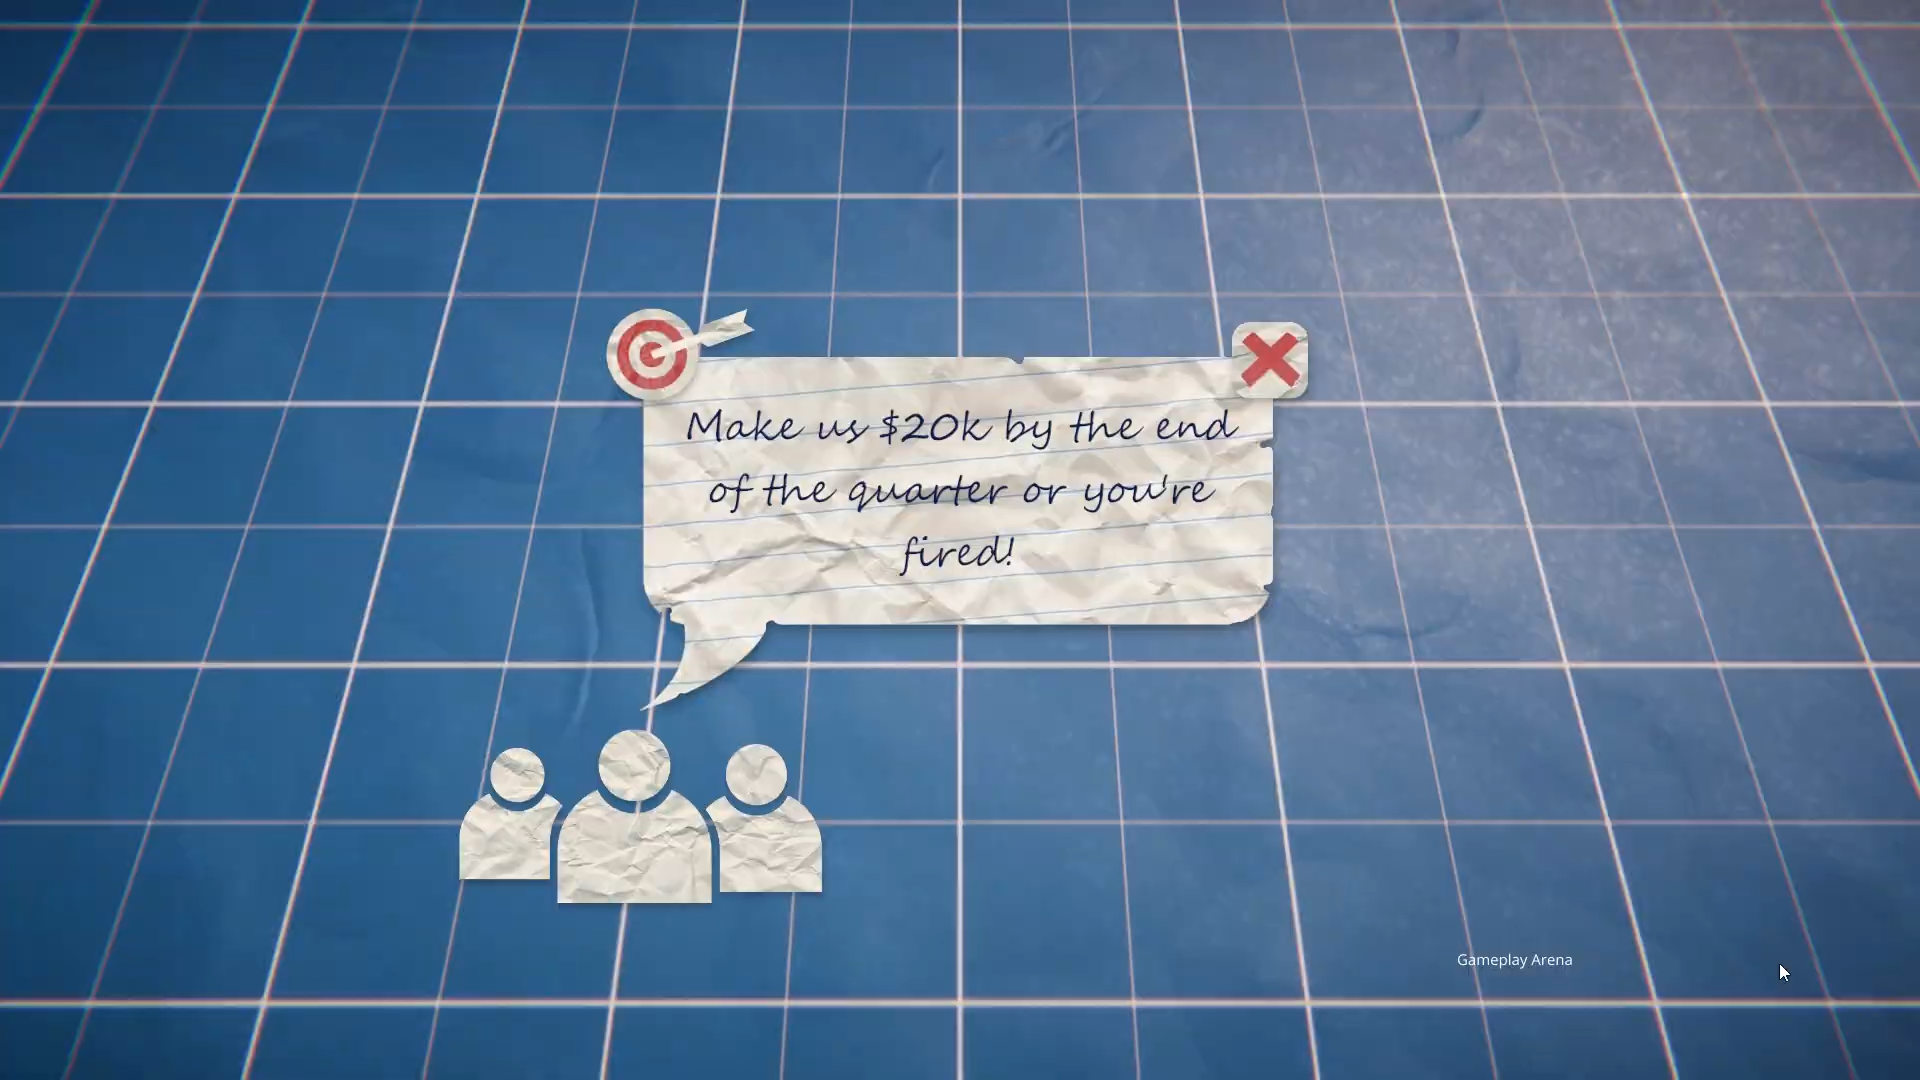 Make us $20k by the end
of the quarter or you're
fired!
Gameplay Arena